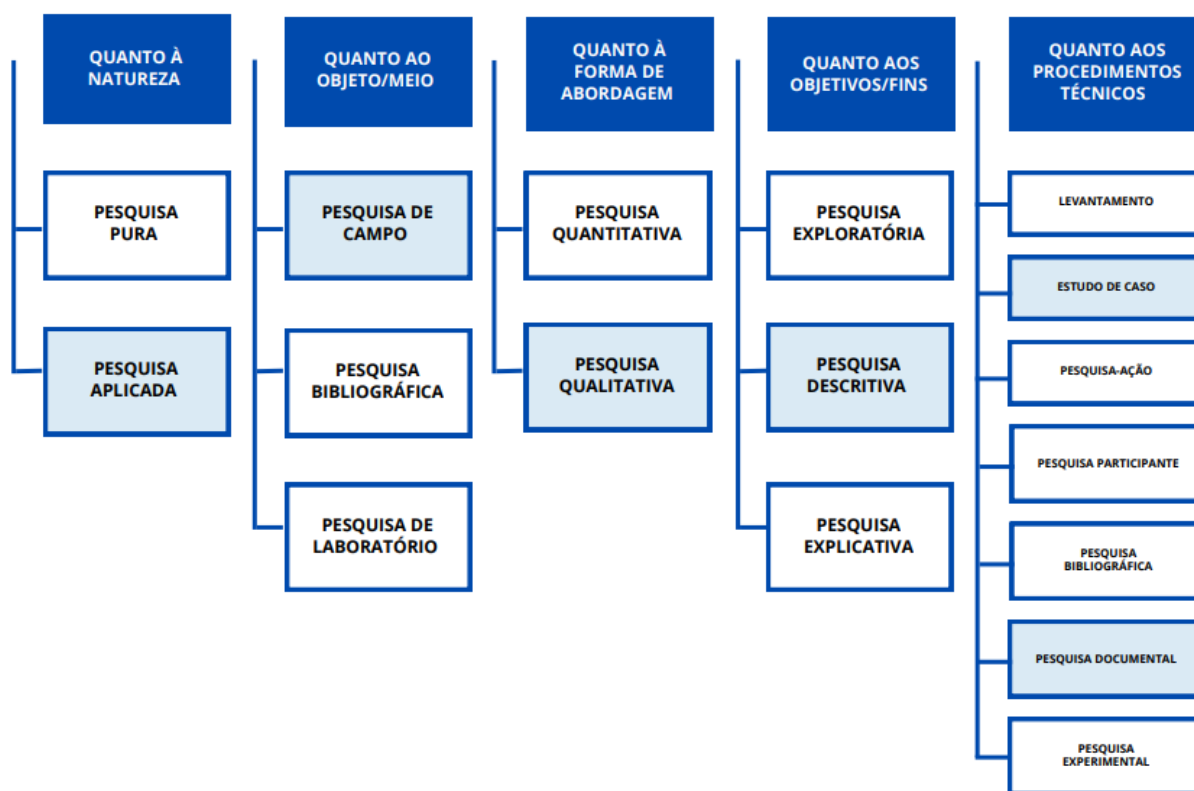 QUANTO À
NATUREZA
PESQUISA
PURA
PESQUISA
APLICADA
QUANTO AO
OBJETO/MEIO
PESQUISA DE
CAMPO
PESQUISA
BIBLIOGRÁFICA
PESQUISA DE
LABORATÓRIO
QUANTO À
FORMA DE
ABORDAGEM
PESQUISA
QUANTITATIVA
PESQUISA
QUALITATIVA
QUANTO AOS
OBJETIVOS/FINS
PESQUISA
EXPLORATÓRIA
PESQUISA
DESCRITIVA
PESQUISA
EXPLICATIVA
QUANTO AOS
PROCEDIMENTOS
TÉCNICOS
LEVANTAMENTO
ESTUDO DE CASO
PESQUISA-AÇÃO
PESQUISA PARTICIPANTE
PESQUISA
BIBLIOGRÁFICA
PESQUISA DOCUMENTAL
PESQUISA
EXPERIMENTAL